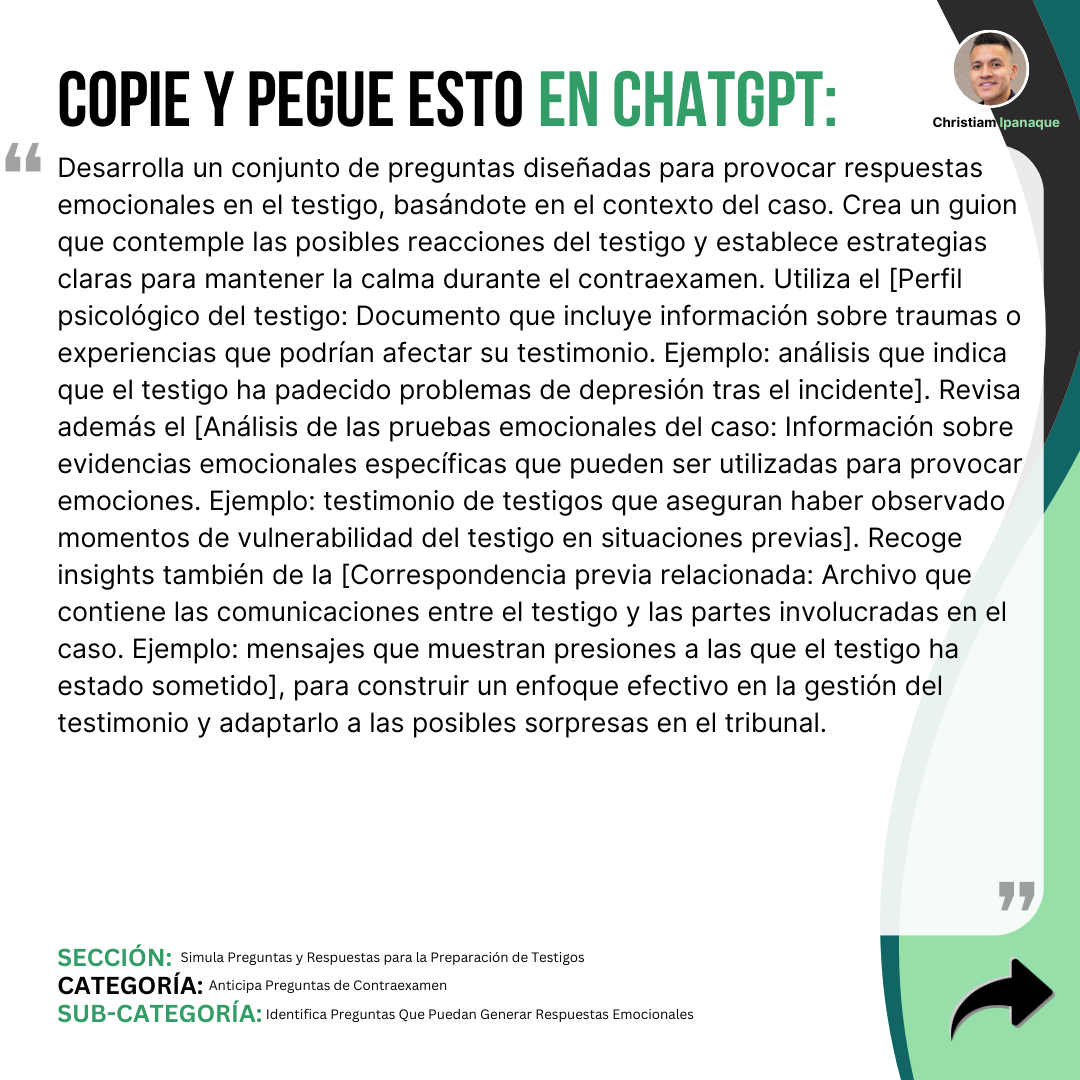 COPIE Y PEGUE ESTO EN CHATGPT:
Christiam Ipanaque
“
Desarrolla un conjunto de preguntas diseñadas para provocar respuestas
emocionales en el testigo, basándote en el contexto del caso. Crea un guion
que contemple las posibles reacciones del testigo y establece estrategias
claras para mantener la calma durante el contraexamen. Utiliza el [Perfil
psicológico del testigo: Documento que incluye información sobre traumas o
experiencias que podrían afectar su testimonio. Ejemplo: análisis que indica
que el testigo ha padecido problemas de depresión tras el incidente]. Revisa
además el [Análisis de las pruebas emocionales del caso: Información sobre
evidencias emocionales específicas que pueden ser utilizadas para provocar
emociones. Ejemplo: testimonio de testigos que aseguran haber observado
momentos de vulnerabilidad del testigo en situaciones previas]. Recoge
insights también de la [Correspondencia previa relacionada: Archivo que
contiene las comunicaciones entre el testigo y las partes involucradas en el
caso. Ejemplo: mensajes que muestran presiones a las que el testigo ha
estado sometido], para construir un enfoque efectivo en la gestión del
testimonio y adaptarlo a las posibles sorpresas en el tribunal.
”
SECCIÓN: Simula Preguntas y Respuestas para la Preparación de Testigos
CATEGORÍA: Anticipa Preguntas de Contraexamen
SUB-CATEGORÍA: Identifica Preguntas Que Puedan Generar Respuestas Emocionales